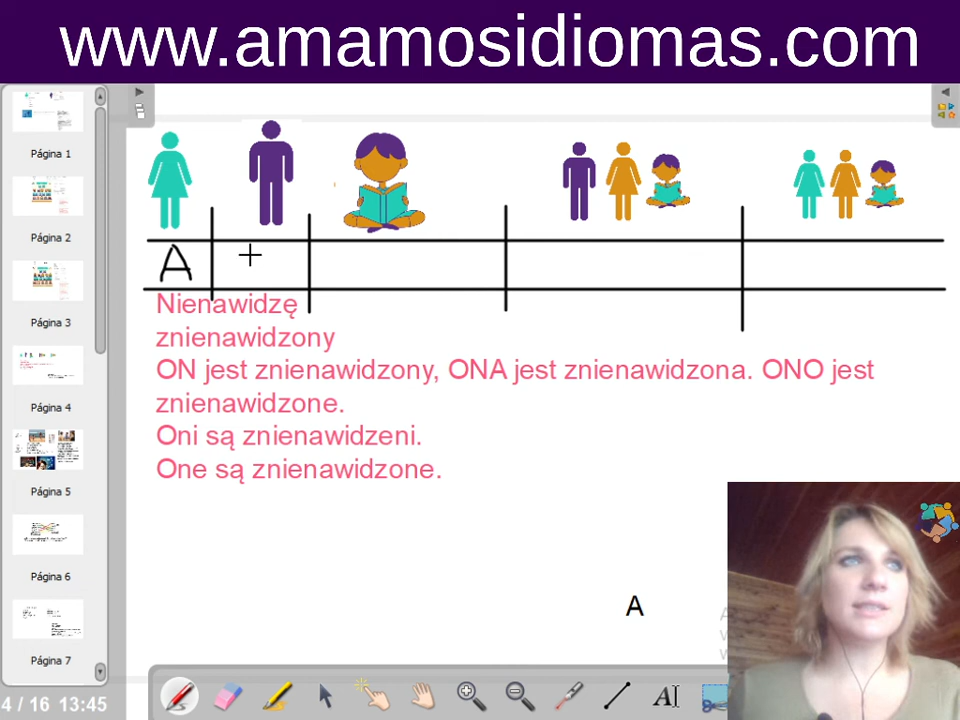 www.amamosidiomas.com
Página 1
Página 2
Página 3
Página 4
Página 5
Página 6
Página 7
4 / 16 13:45
A
Nienawidzę
znienawidzony
ON jest znienawidzony, ONA jest znienawidzona. ONO jest
znienawidzone.
Oni są znienawidzeni.
One są znienawidzone.
A